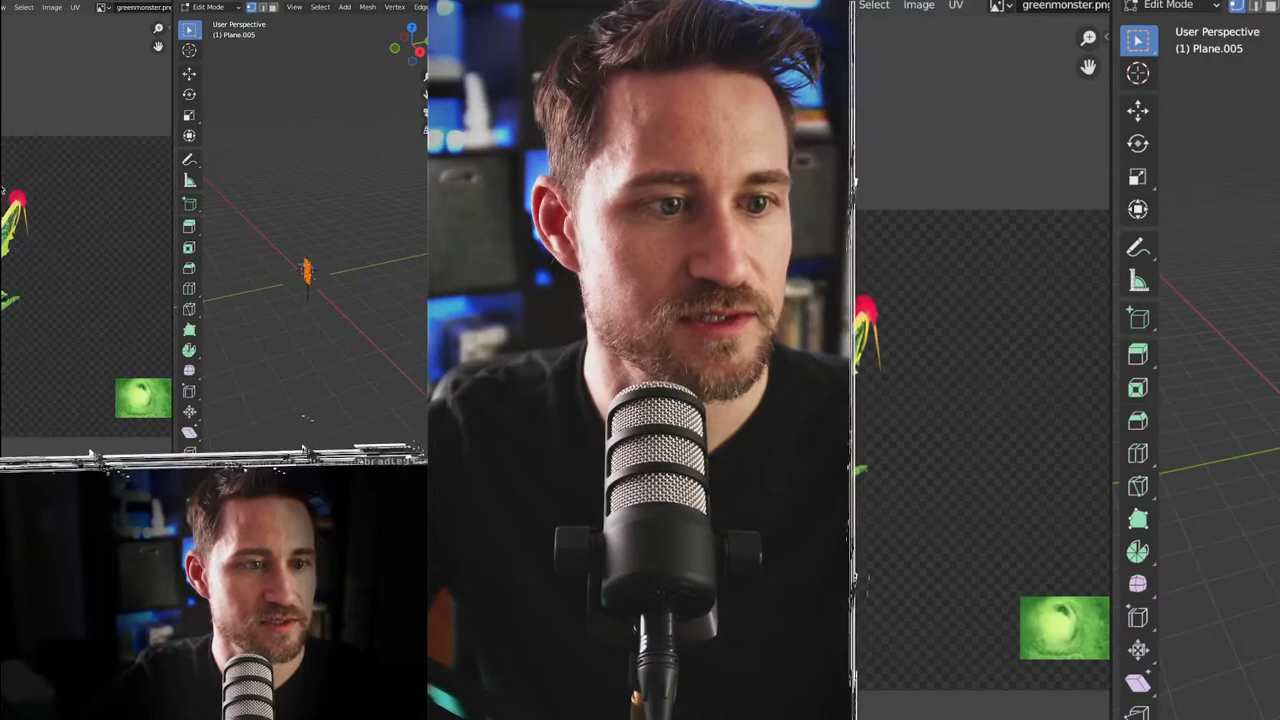 Select Image UV greenmonster.png
Edit Mode View Select Add Mesh Vertex
User Perspective
(1) Plane.005
Select Image UV greenmonster.png
Edit Mode
User Perspective
(1) Plane.005